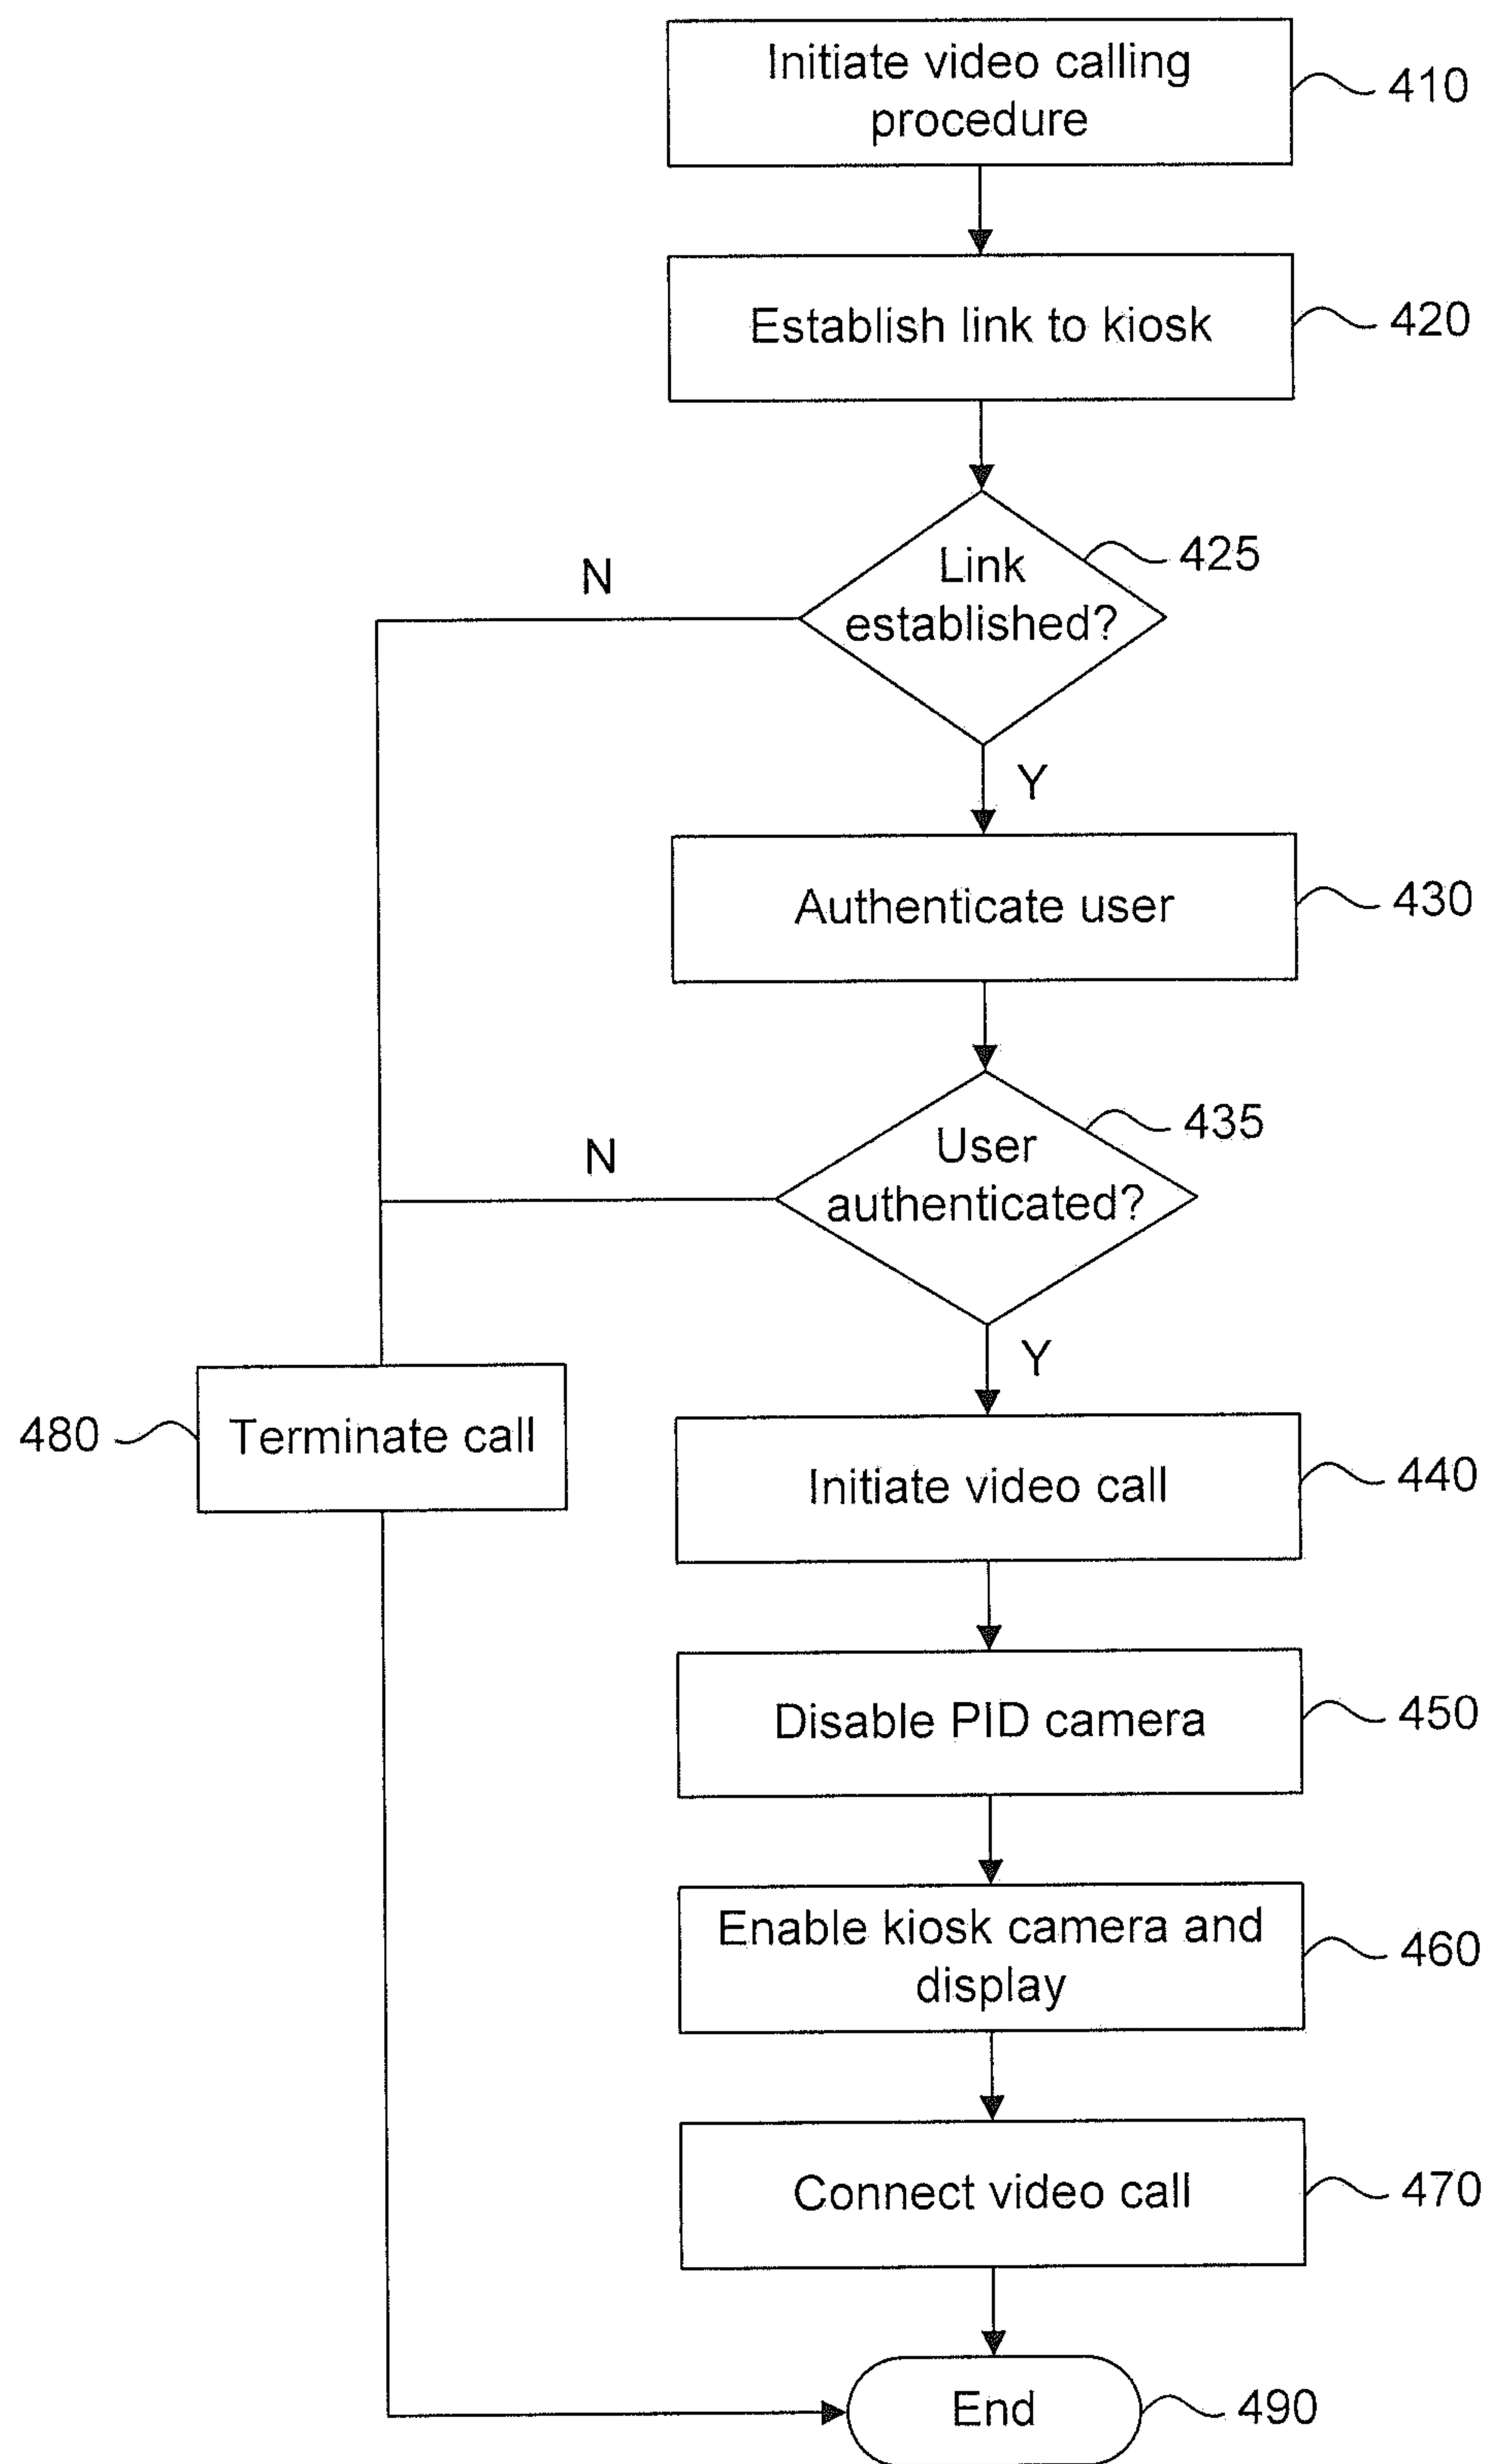 Initiate video calling
procedure
410
Establish link to kiosk
420
Link
established?
425
N
Y
Authenticate user
430
User
authenticated?
435
N
Y
480
Terminate call
Initiate video call
440
Disable PID camera
450
Enable kiosk camera and
display
460
Connect video call
470
End
490